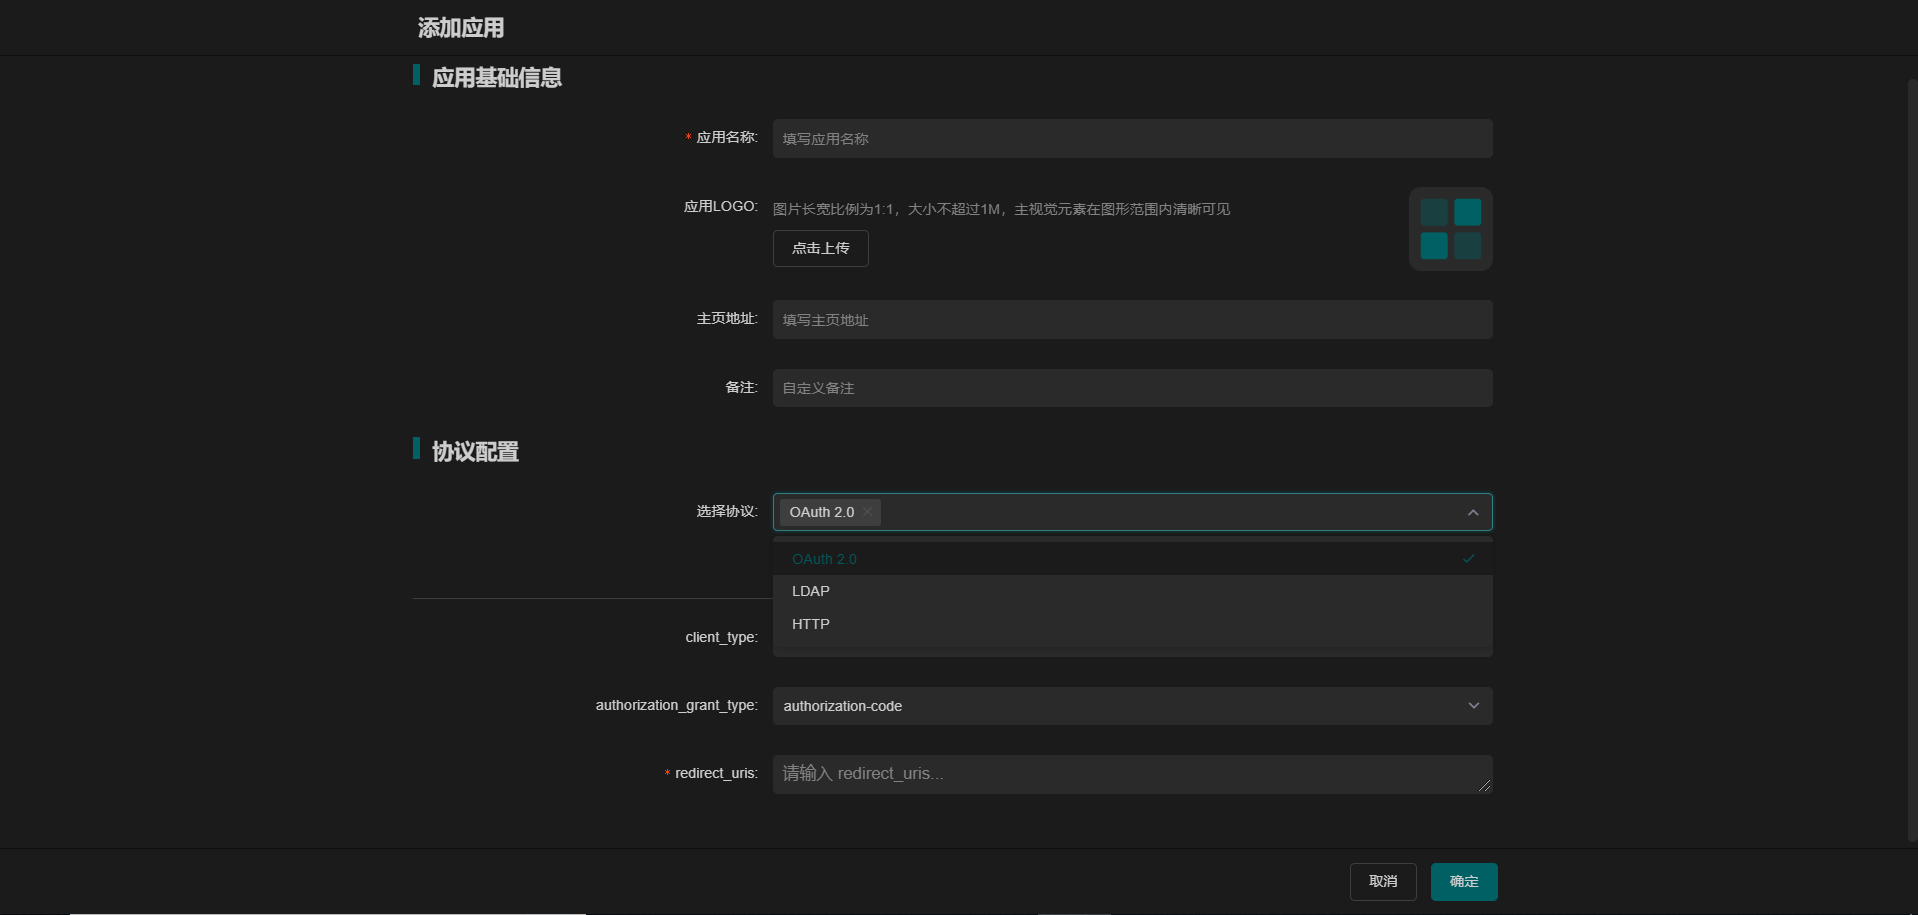 添加应用
应用基础信息
* 应用名称:
填写应用名称
应用LOGO:
图片长宽比例为1:1，大小不超过1M，主视觉元素在图形范围内清晰可见
点击上传
主页地址:
填写主页地址
备注:
自定义备注
协议配置
选择协议:
OAuth 2.0
OAuth 2.0
LDAP
HTTP
client_type:
authorization_grant_type:
authorization-code
* redirect_uris:
请输入 redirect_uris...
取消
确定